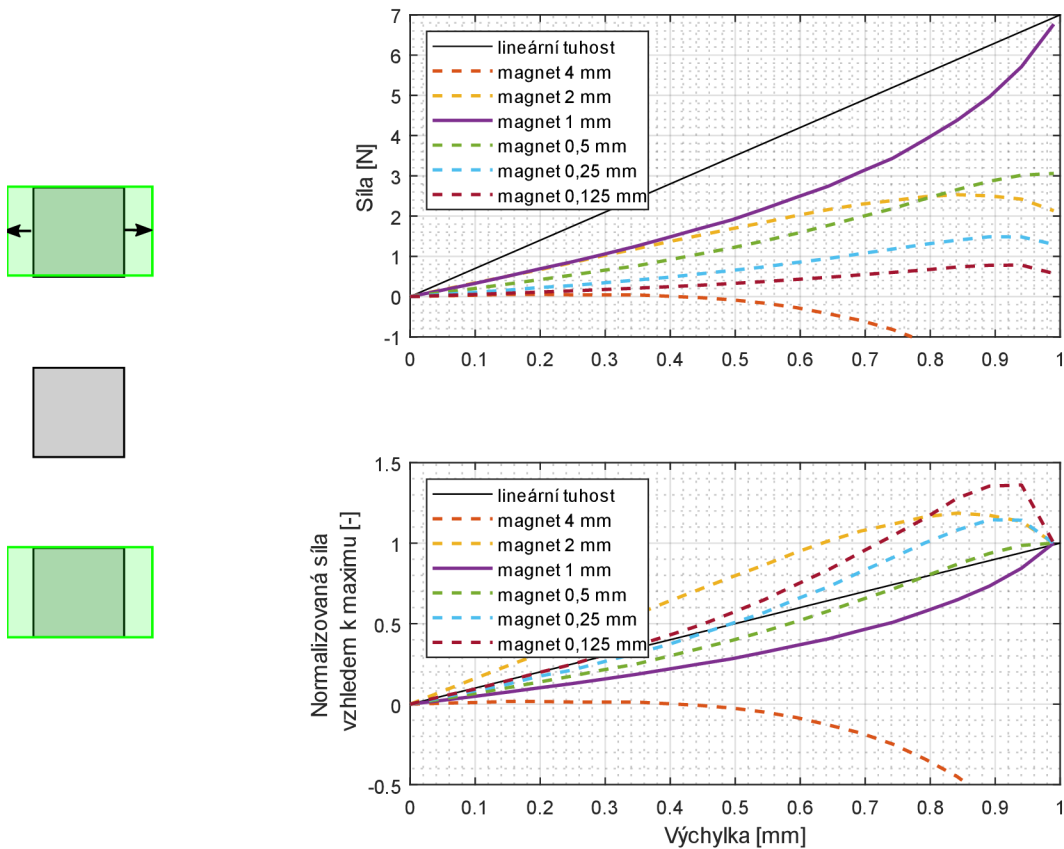 7
6
5
4
3
2
1
0
-1
Síla [N]
lineární tuhost
magnet 4 mm
magnet 2 mm
magnet 1 mm
magnet 0,5 mm
magnet 0,25 mm
magnet 0,125 mm
0 0.1 0.2 0.3 0.4 0.5 0.6 0.7 0.8 0.9 1
1.5
1
0.5
0
-0.5
Normalizovaná síla
vzhledem k maximu [-]
lineární tuhost
magnet 4 mm
magnet 2 mm
magnet 1 mm
magnet 0,5 mm
magnet 0,25 mm
magnet 0,125 mm
0 0.1 0.2 0.3 0.4 0.5 0.6 0.7 0.8 0.9 1
Výchylka [mm]